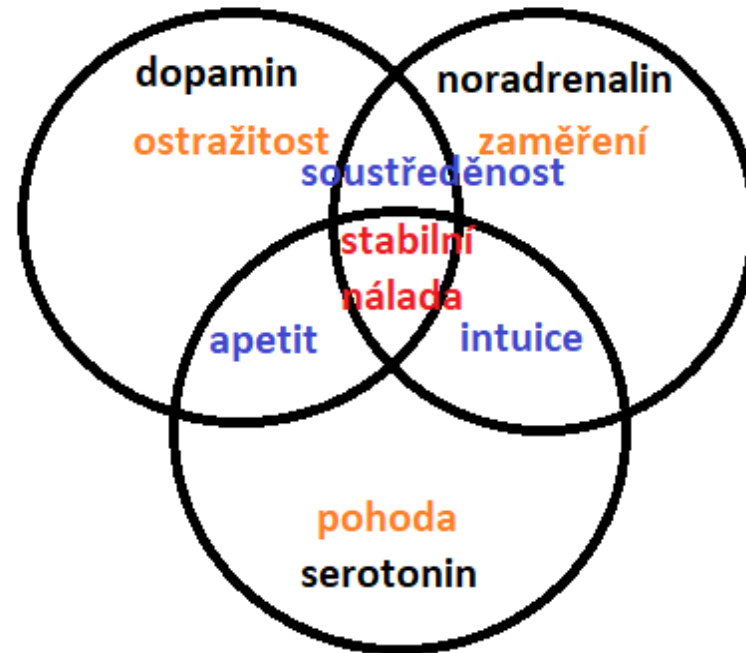 dopamin
noradrenalin
ostražitost
zaměření
soustředěnost
stabilní
nálada
apetit
intuice
pohoda
serotonin